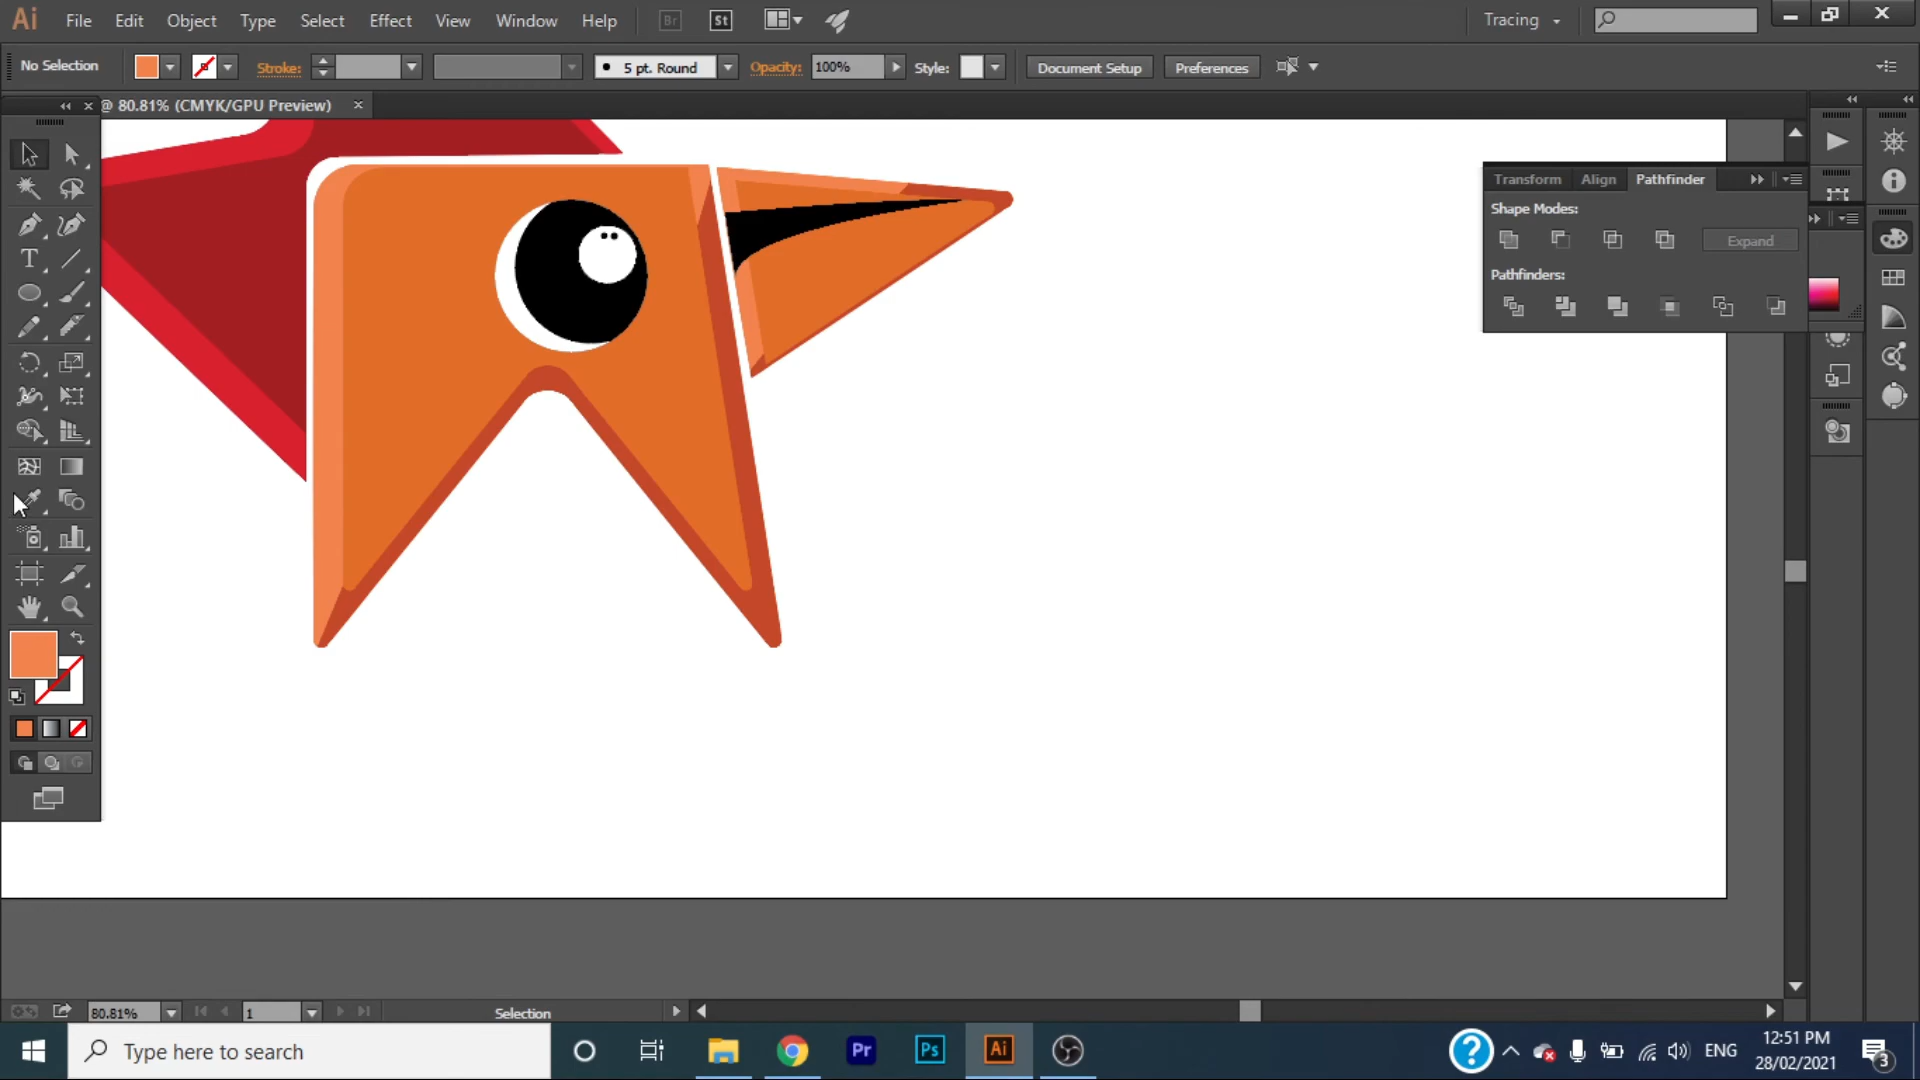 Ai File Edit Object Type Select Effect View Window Help Br St Tracing
No Selection Stroke: 5 pt. Round Opacity: 100% Style: Document Setup Preferences
@ 80.81% (CMYK/GPU Preview)
Transform Align Pathfinder
Shape Modes:
Expand
Pathfinders:
T
80.81% 1 Selection
Type here to search Pr Ps Ai ? ENG 12:51 PM
28/02/2021 3